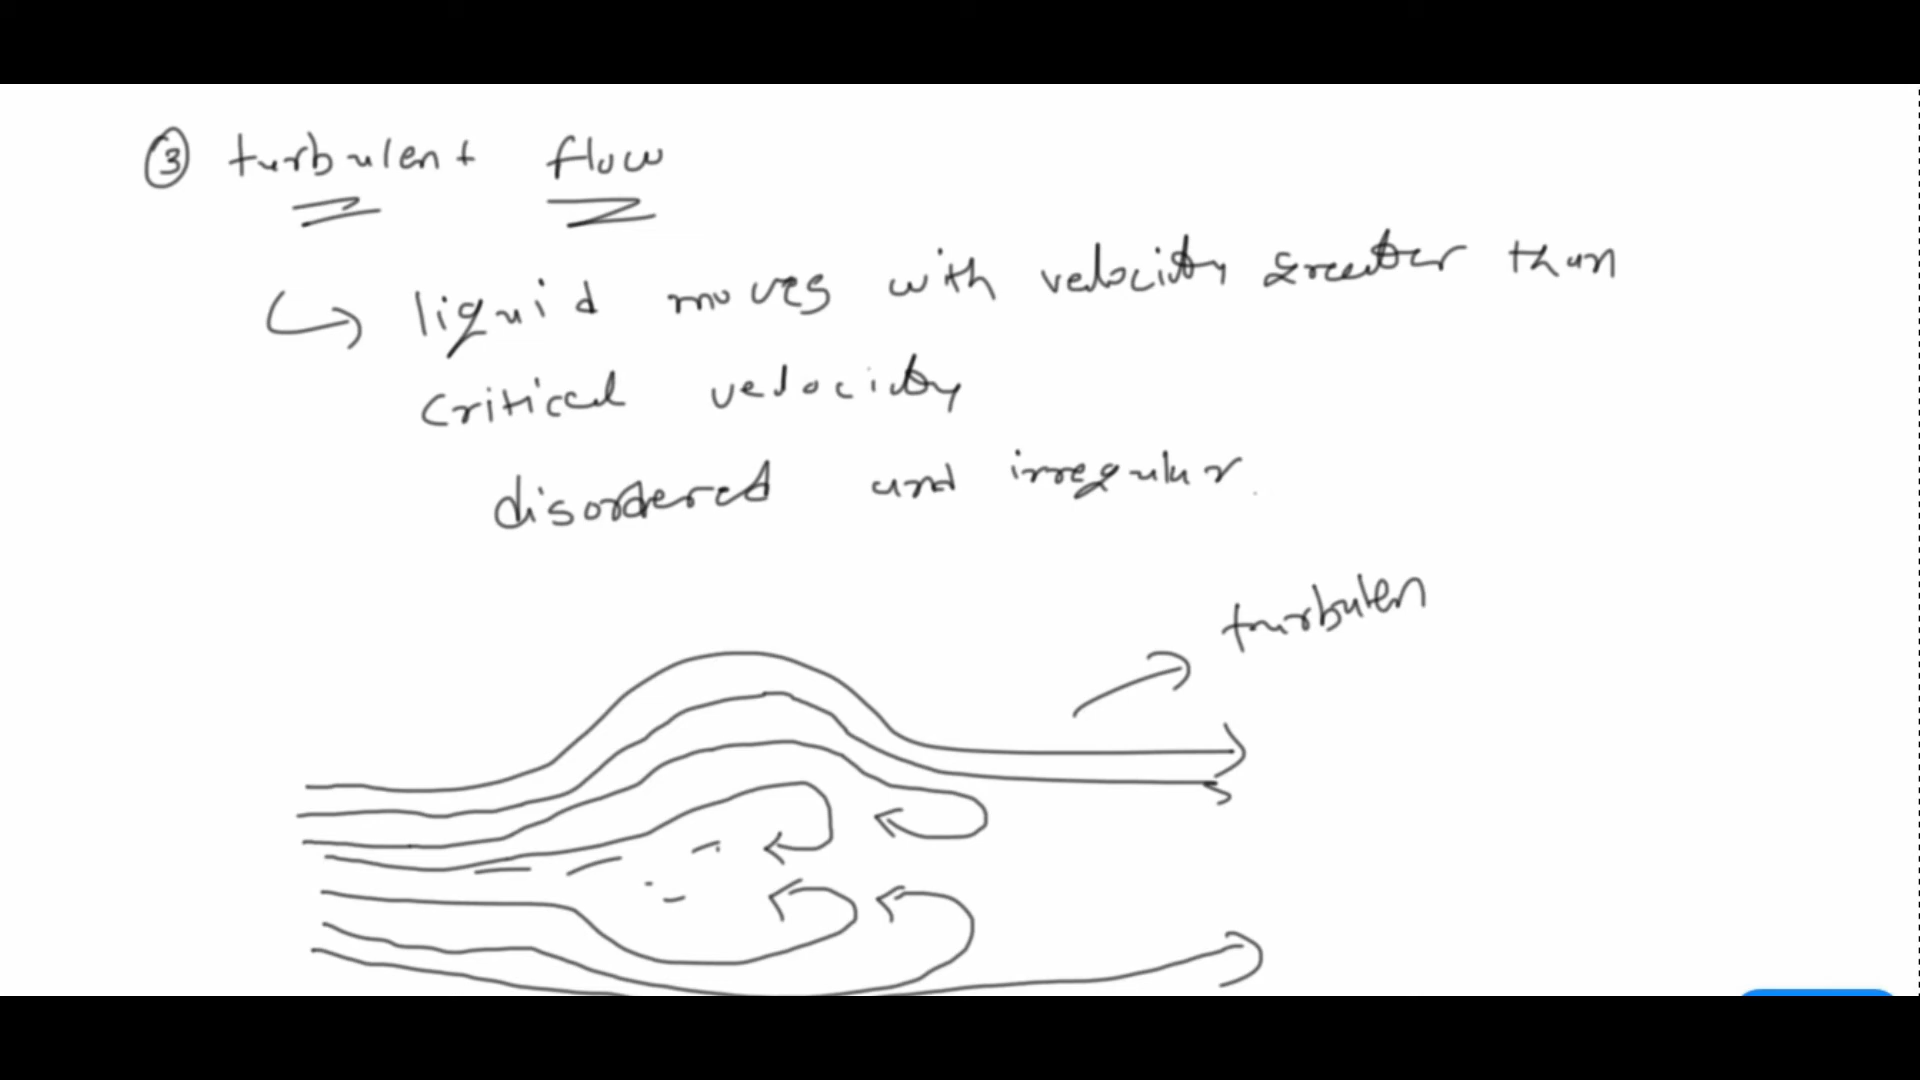 ③ turbulent flow
liquid moves with velocity greater than
critical velocity
disordered and irregular.
turbulen